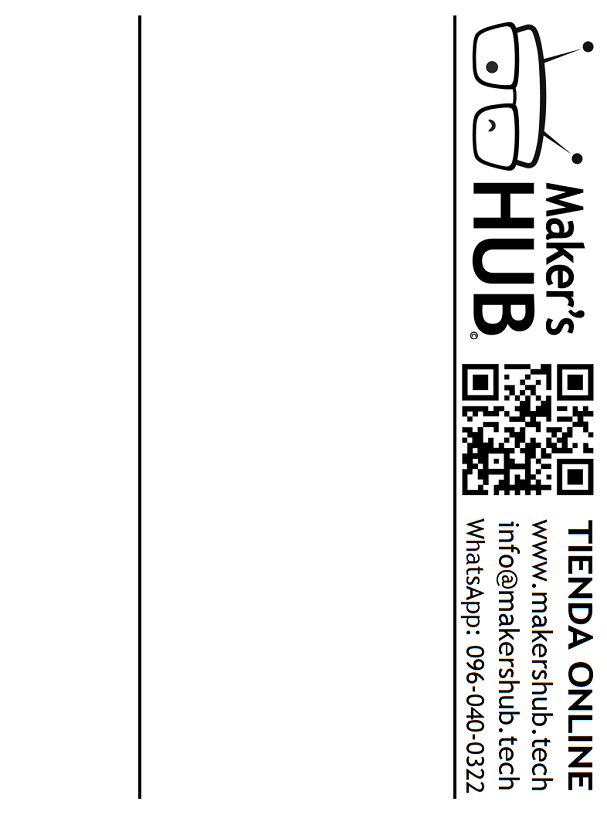 Maker's
HUB
©
TIENDA ONLINE
www.makershub.tech
info@makershub.tech
WhatsApp: 096-040-0322